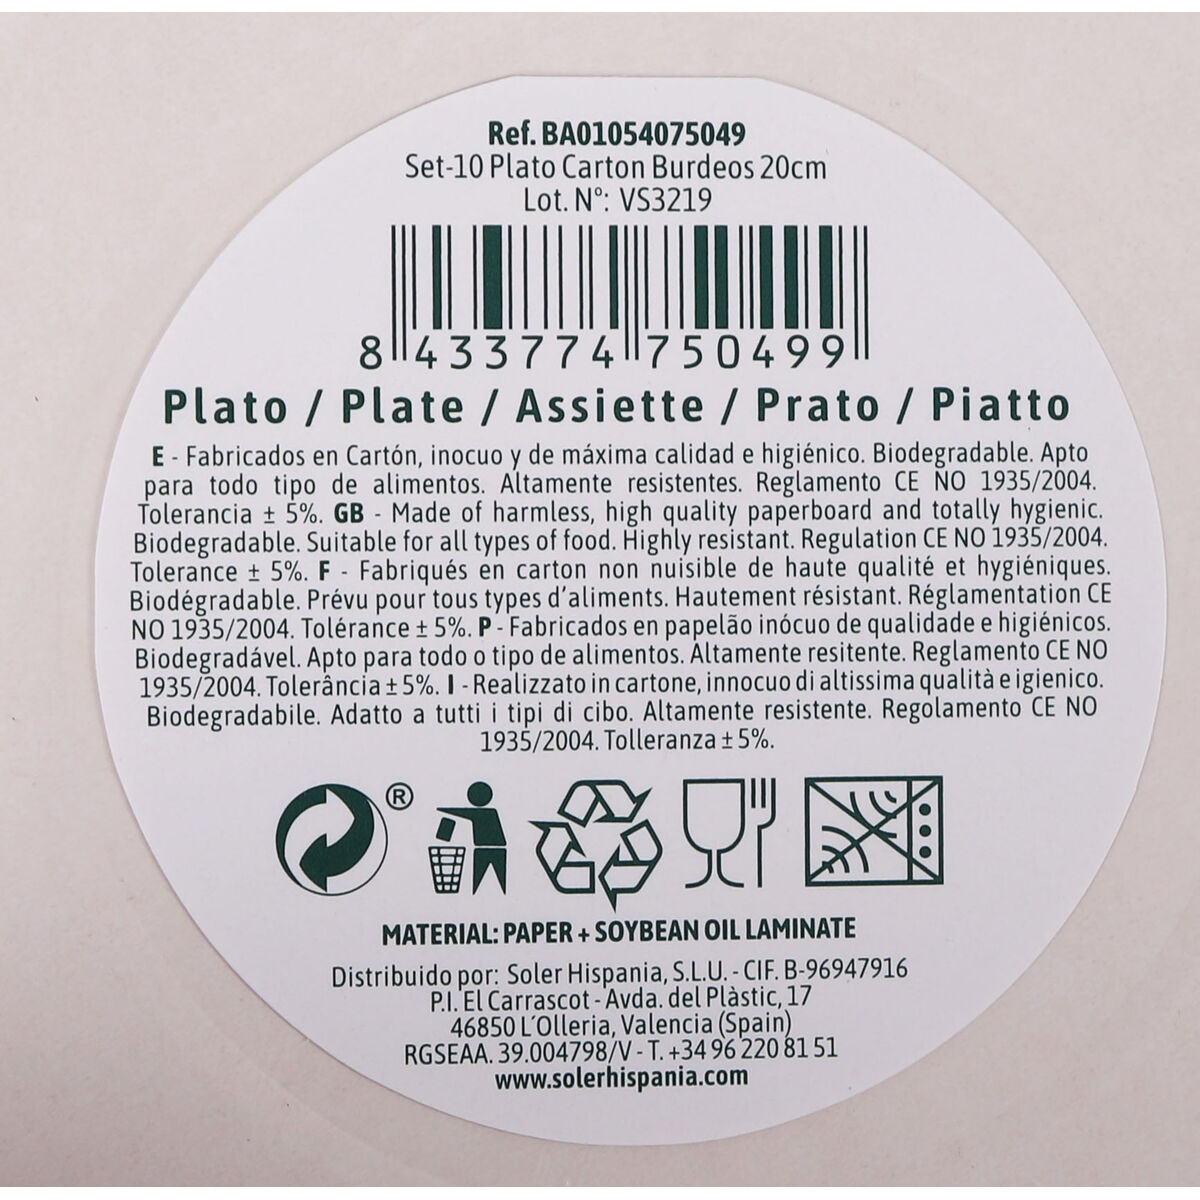 Ref. BA01054075049
Set-10 Plato Carton Burdeos 20cm
Lot. Nº: VS3219
8 433774 750499
Plato / Plate / Assiette / Prato / Piatto
E - Fabricados en Cartón, inocuo y de máxima calidad e higiénico. Biodegradable. Apto
para todo tipo de alimentos. Altamente resistentes. Reglamento CE NO 1935/2004.
Tolerancia ± 5%. GB - Made of harmless, high quality paperboard and totally hygienic.
Biodegradable. Suitable for all types of food. Highly resistant. Regulation CE NO 1935/2004.
Tolerance ± 5%. F - Fabriqués en carton non nuisible de haute qualité et hygiéniques.
Biodégradable. Prévu pour tous types d´aliments. Hautement résistant. Réglamentation CE
NO 1935/2004. Tolérance ± 5%. P - Fabricados en papelão inócuo de qualidade e higiénicos.
Biodegradável. Apto para todo o tipo de alimentos. Altamente resitente. Reglamento CE NO
1935/2004. Tolerância ± 5%. I - Realizzato in cartone, innocuo di altissima qualità e igienico.
Biodegradabile. Adatto a tutti i tipi di cibo. Altamente resistente. Regolamento CE NO
1935/2004. Tolleranza ± 5%.
®
MATERIAL: PAPER + SOYBEAN OIL LAMINATE
Distribuido por: Soler Hispania, S.L.U. - CIF. B-96947916
P.I. El Carrascot - Avda. del Plàstic, 17
46850 L´Olleria, Valencia (Spain)
RGSEAA. 39.004798/V - T. +34 96 220 81 51
www.solerhispania.com